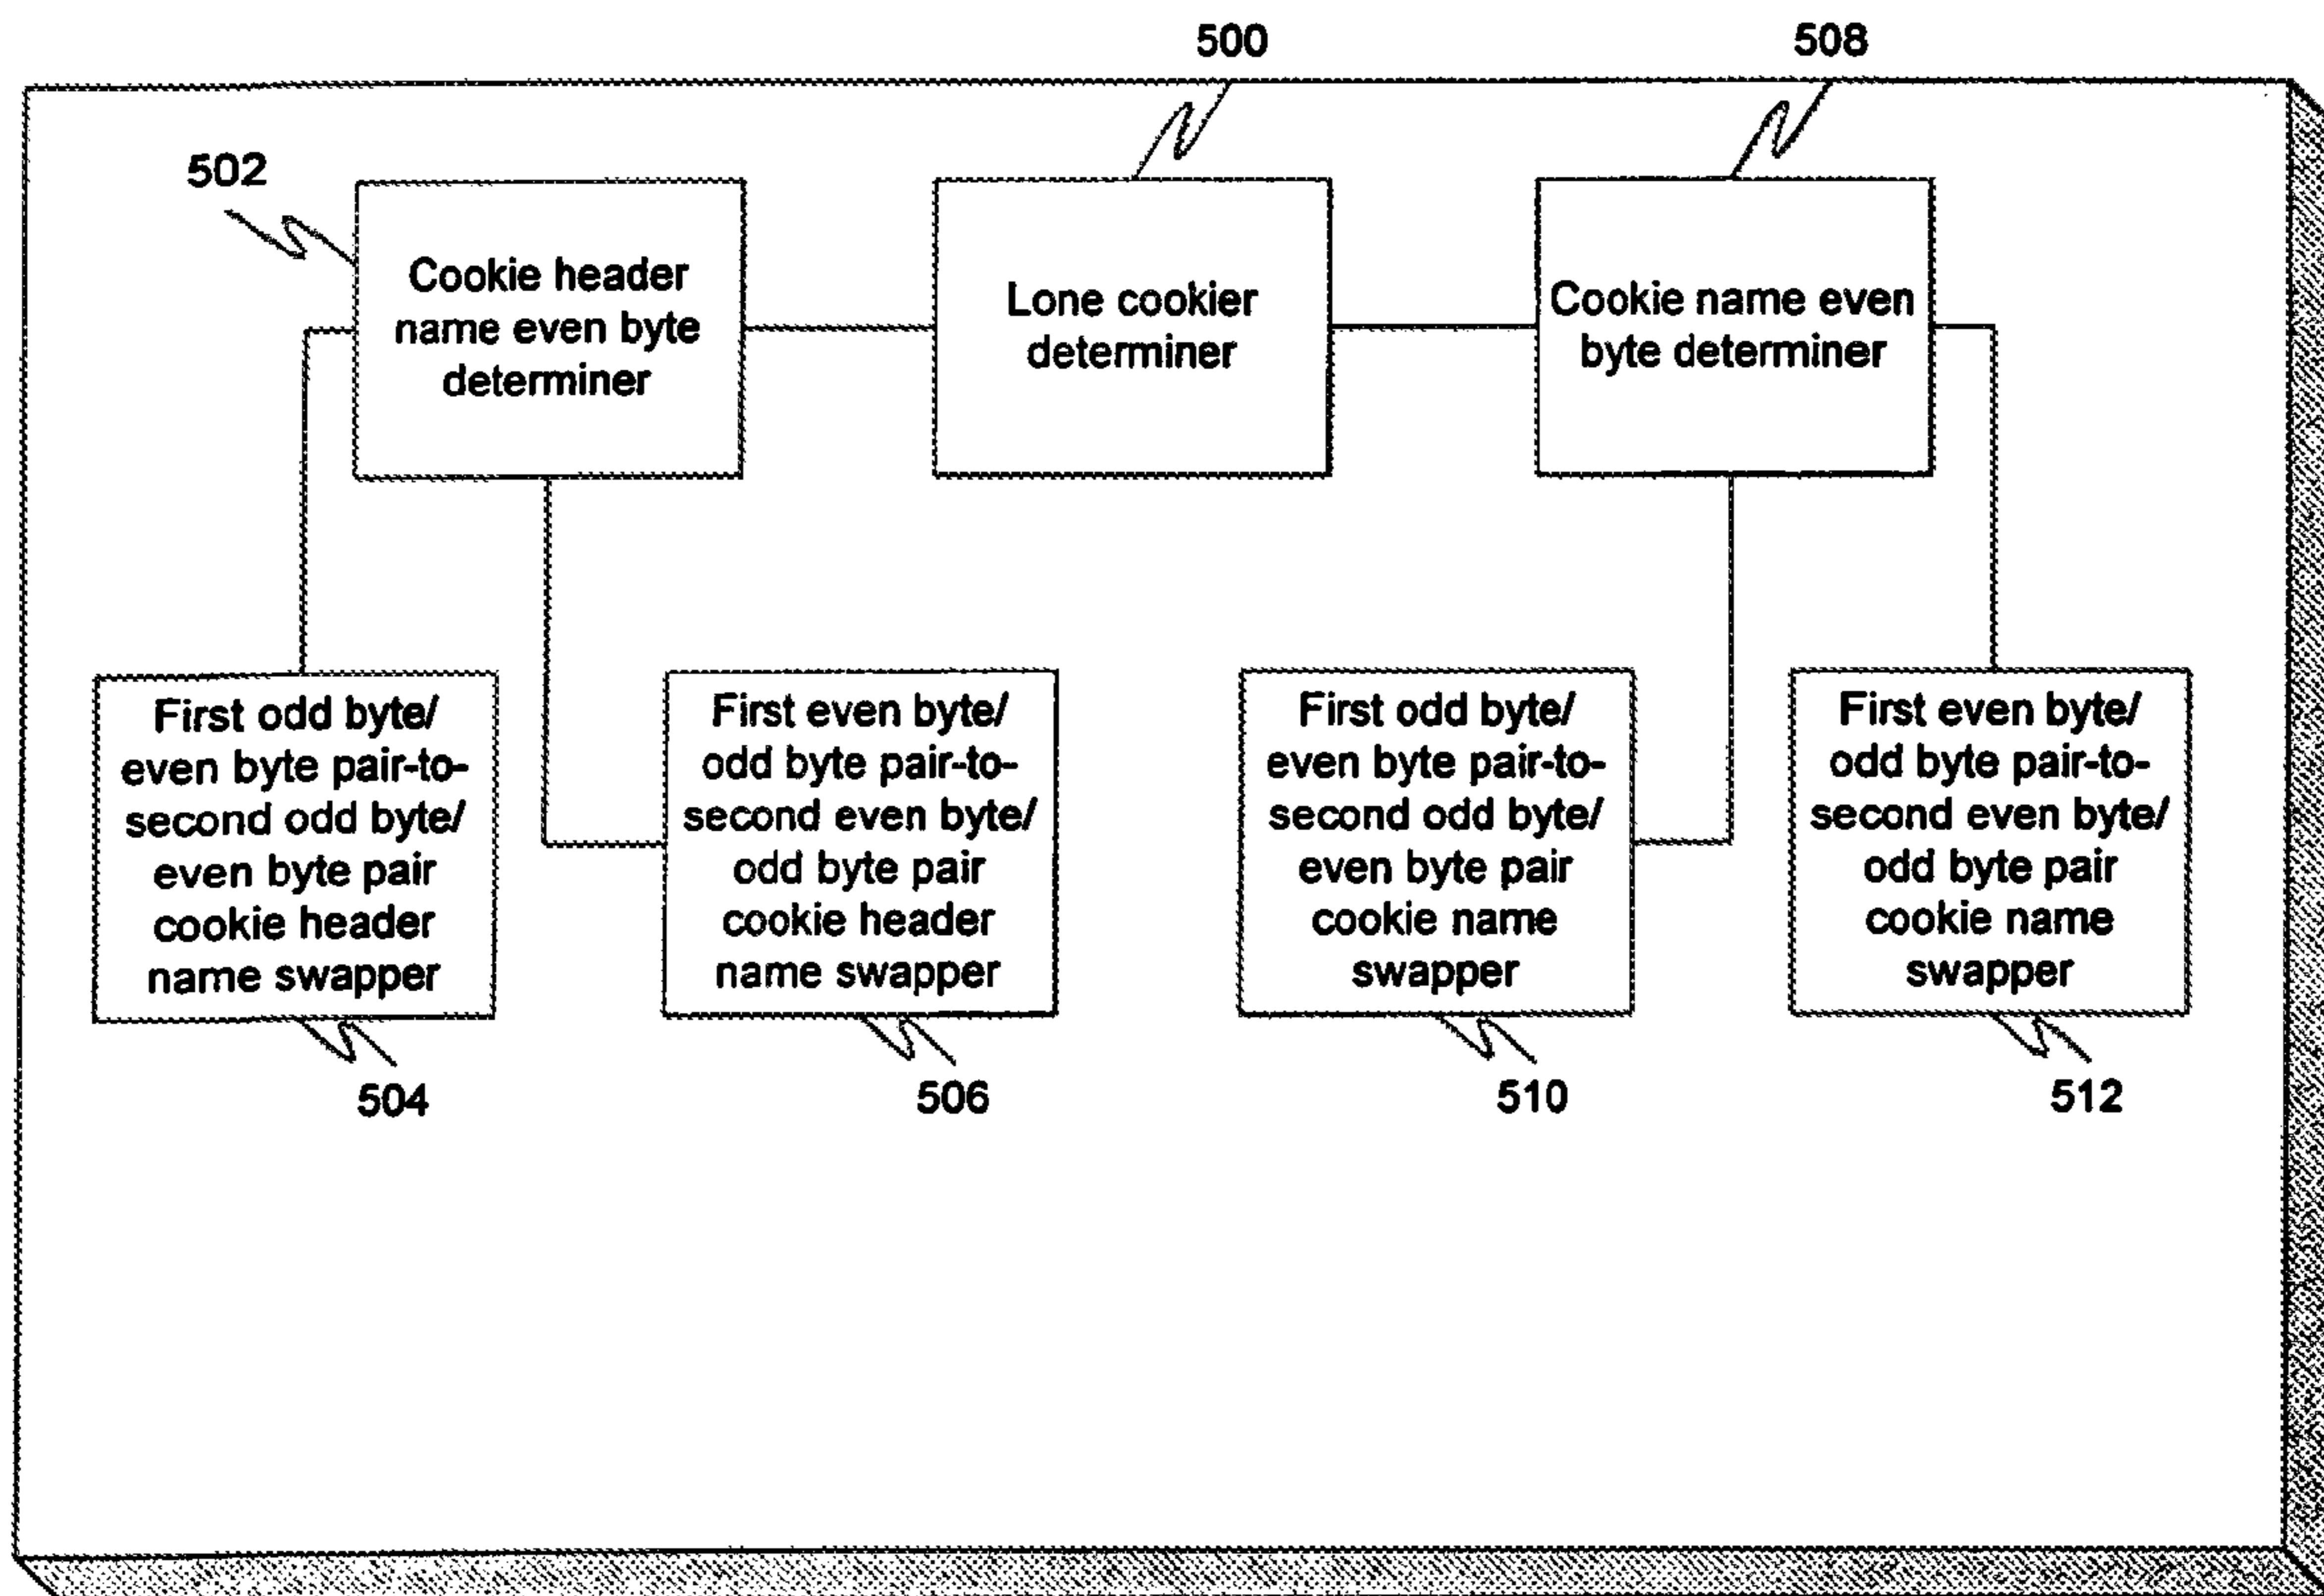 500
508
502
Cookie header
name even byte
determiner
Lone cookier
determiner
Cookie name even
byte determiner
First odd byte/
even byte pair-to-
second odd byte/
even byte pair
cookie header
name swapper
First even byte/
odd byte pair-to-
second even byte/
odd byte pair
cookie header
name swapper
First odd byte/
even byte pair-to-
second odd byte/
even byte pair
cookie name
swapper
First even byte/
odd byte pair-to-
second even byte/
odd byte pair
cookie name
swapper
504
506
510
512